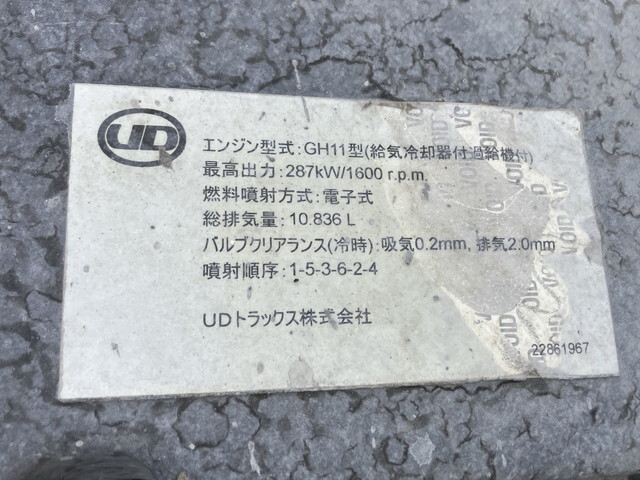 UD
エンジン型式:GH11型(給気冷却器付過給機付)
最高出力:287kW/1600 r.p.m.
燃料噴射方式:電子式
総排気量:10.836 L
バルブクリアランス(冷時):吸気0.2mm, 排気2.0mm
噴射順序:1-5-3-6-2-4
UDトラックス株式会社
22861967
VOID